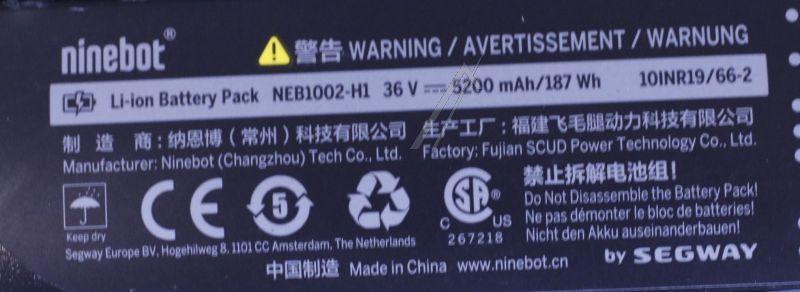 ninebot®
警告 WARNING / AVERTISSEMENT / WARNUNG
Li-ion Battery Pack NEB1002-H1 36 V 5200 mAh/187 Wh 10INR19/66-2
制 造 商：纳恩博（常州）科技有限公司 生产工厂：福建飞毛腿动力科技有限公司
Manufacturer: Ninebot (Changzhou) Tech Co., Ltd. Factory: Fujian SCUD Power Technology Co., Ltd.
Keep dry
CE
5
SA
C US
267218
禁止拆解电池组!
Do Not Disassemble the Battery Pack!
Ne pas démonter le bloc de batteries!
Nicht den Akku auseinanderbauen!
Segway Europe BV, Hogehilweg 8, 1101 CC Amsterdam, The Netherlands
中国制造 Made in China www.ninebot.cn
by SEGWAY